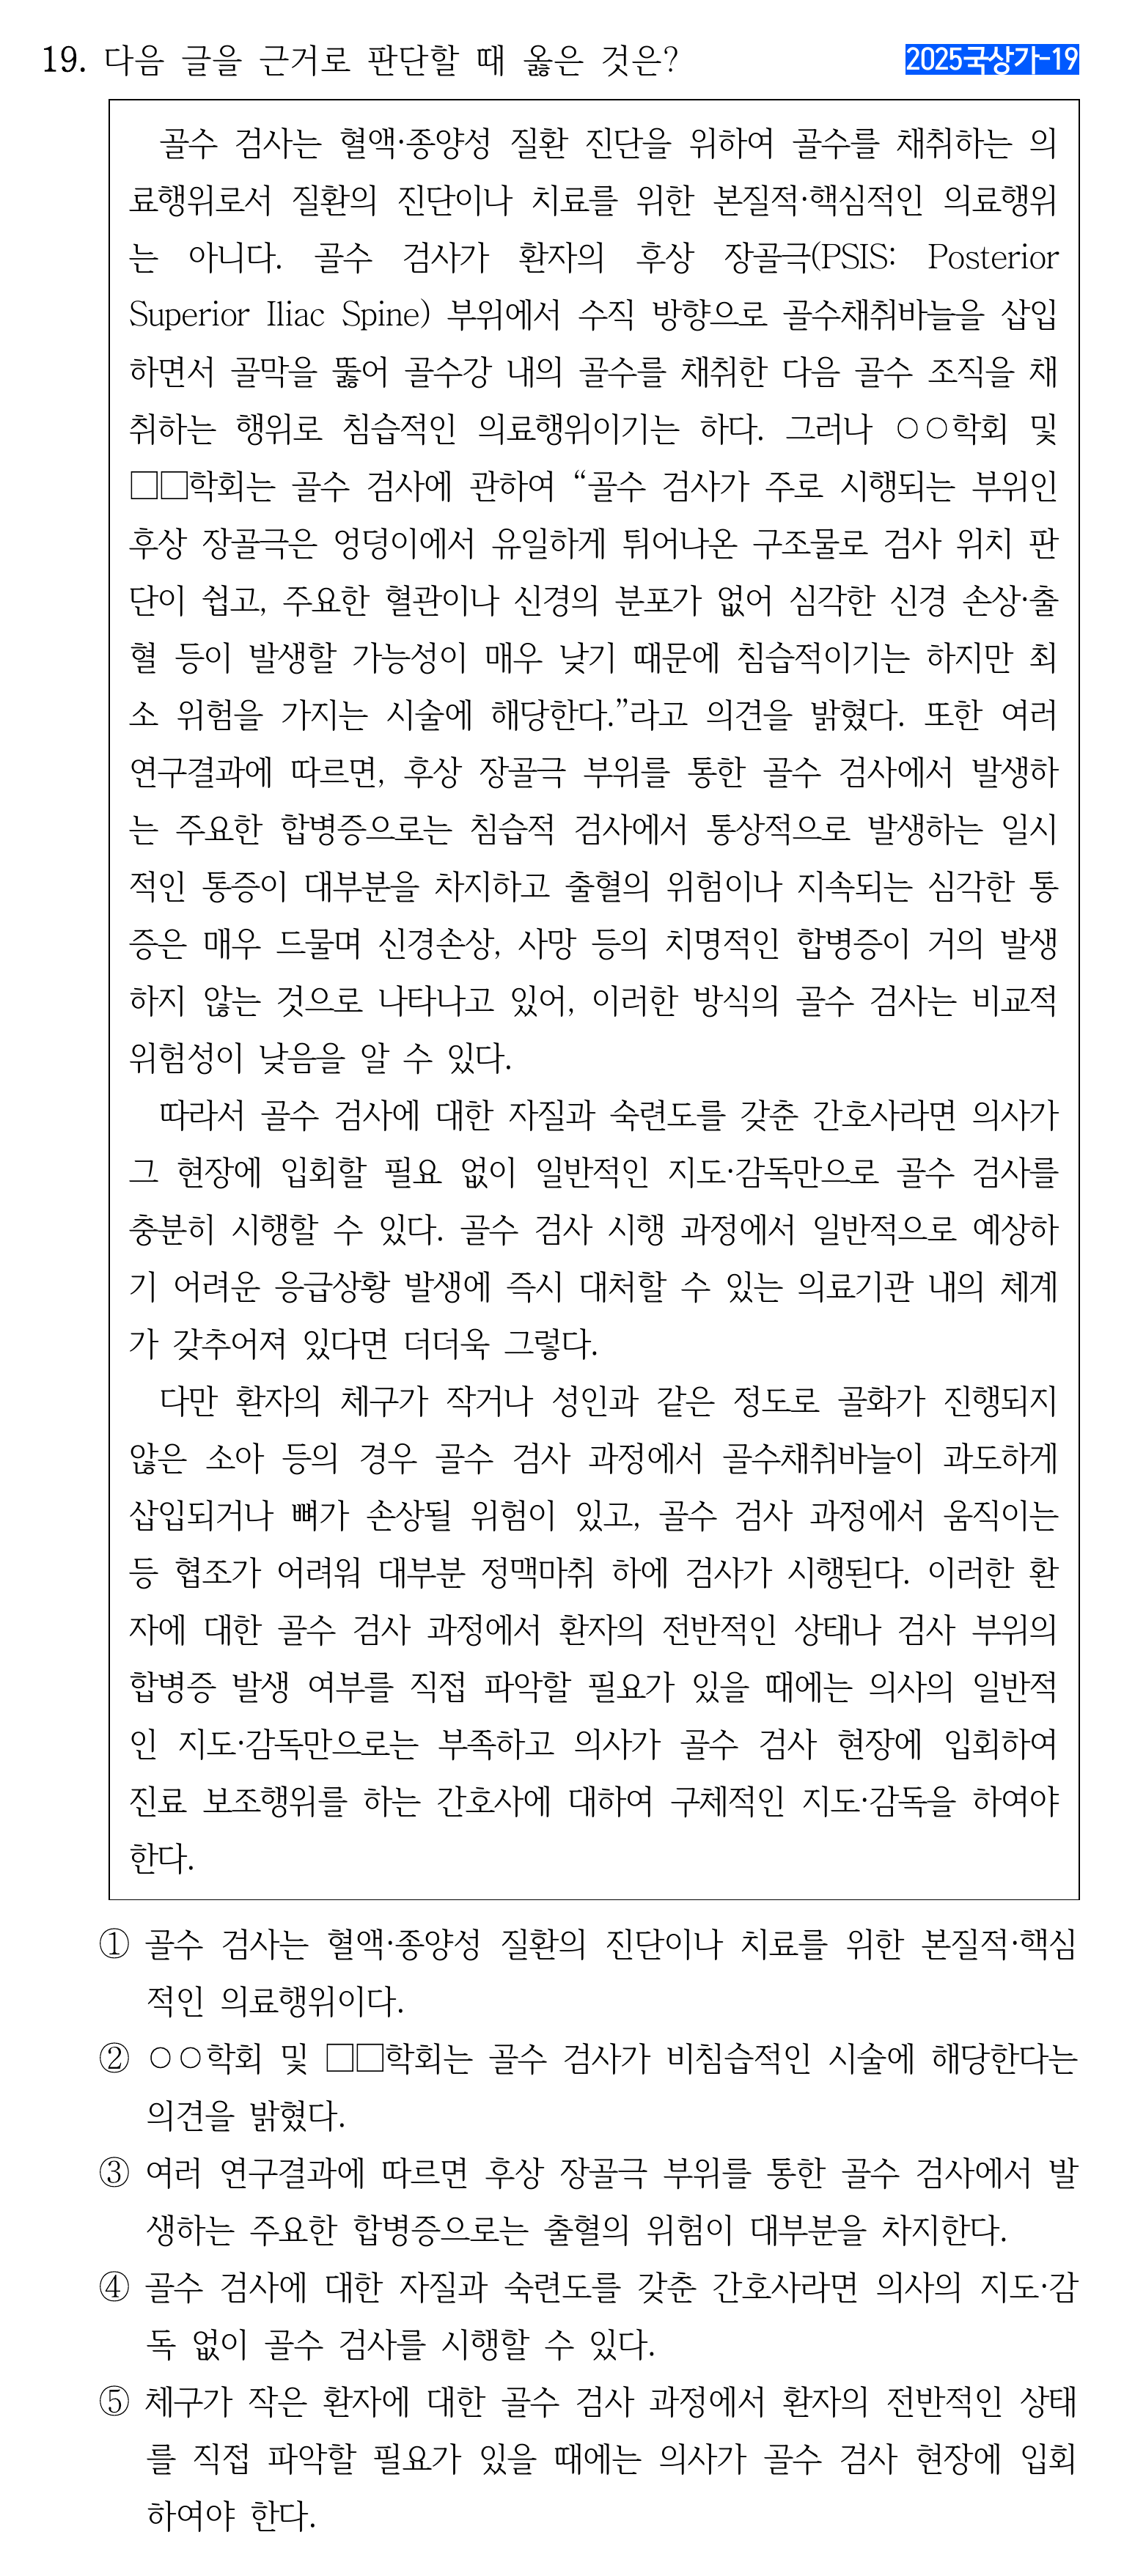 19. 다음 글을 근거로 판단할 때 옳은 것은?
2025국상가-19
골수 검사는 혈액·종양성 질환 진단을 위하여 골수를 채취하는 의
료행위로서 질환의 진단이나 치료를 위한 본질적·핵심적인 의료행위
는 아니다. 골수 검사가 환자의 후상 장골극(PSIS: Posterior
Superior Iliac Spine) 부위에서 수직 방향으로 골수채취바늘을 삽입
하면서 골막을 뚫어 골수강 내의 골수를 채취한 다음 골수 조직을 채
취하는 행위로 침습적인 의료행위이기는 하다. 그러나 ○○학회 및
□□학회는 골수 검사에 관하여 “골수 검사가 주로 시행되는 부위인
후상 장골극은 엉덩이에서 유일하게 튀어나온 구조물로 검사 위치 판
단이 쉽고, 주요한 혈관이나 신경의 분포가 없어 심각한 신경 손상·출
혈 등이 발생할 가능성이 매우 낮기 때문에 침습적이기는 하지만 최
소 위험을 가지는 시술에 해당한다.”라고 의견을 밝혔다. 또한 여러
연구결과에 따르면, 후상 장골극 부위를 통한 골수 검사에서 발생하
는 주요한 합병증으로는 침습적 검사에서 통상적으로 발생하는 일시
적인 통증이 대부분을 차지하고 출혈의 위험이나 지속되는 심각한 통
증은 매우 드물며 신경손상, 사망 등의 치명적인 합병증이 거의 발생
하지 않는 것으로 나타나고 있어, 이러한 방식의 골수 검사는 비교적
위험성이 낮음을 알 수 있다.
따라서 골수 검사에 대한 자질과 숙련도를 갖춘 간호사라면 의사가
그 현장에 입회할 필요 없이 일반적인 지도·감독만으로 골수 검사를
충분히 시행할 수 있다. 골수 검사 시행 과정에서 일반적으로 예상하
기 어려운 응급상황 발생에 즉시 대처할 수 있는 의료기관 내의 체계
가 갖추어져 있다면 더더욱 그렇다.
다만 환자의 체구가 작거나 성인과 같은 정도로 골화가 진행되지
않은 소아 등의 경우 골수 검사 과정에서 골수채취바늘이 과도하게
삽입되거나 뼈가 손상될 위험이 있고, 골수 검사 과정에서 움직이는
등 협조가 어려워 대부분 정맥마취 하에 검사가 시행된다. 이러한 환
자에 대한 골수 검사 과정에서 환자의 전반적인 상태나 검사 부위의
합병증 발생 여부를 직접 파악할 필요가 있을 때에는 의사의 일반적
인 지도·감독만으로는 부족하고 의사가 골수 검사 현장에 입회하여
진료 보조행위를 하는 간호사에 대하여 구체적인 지도·감독을 하여야
한다.
① 골수 검사는 혈액·종양성 질환의 진단이나 치료를 위한 본질적·핵심
적인 의료행위이다.
② ○○학회 및 □□학회는 골수 검사가 비침습적인 시술에 해당한다는
의견을 밝혔다.
③ 여러 연구결과에 따르면 후상 장골극 부위를 통한 골수 검사에서 발
생하는 주요한 합병증으로는 출혈의 위험이 대부분을 차지한다.
④ 골수 검사에 대한 자질과 숙련도를 갖춘 간호사라면 의사의 지도·감
독 없이 골수 검사를 시행할 수 있다.
⑤ 체구가 작은 환자에 대한 골수 검사 과정에서 환자의 전반적인 상태
를 직접 파악할 필요가 있을 때에는 의사가 골수 검사 현장에 입회
하여야 한다.